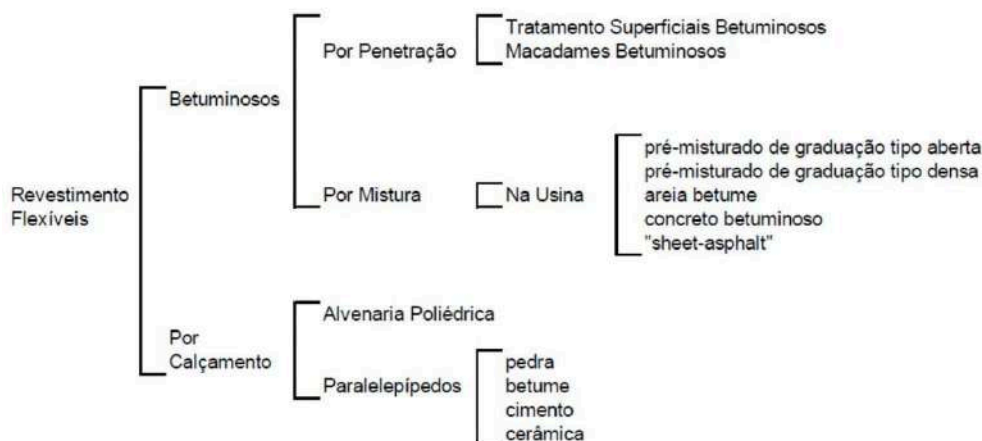 Revestimento
Flexíveis
Betuminosos
Por Penetração
Tratamento Superficiais Betuminosos
Macadames Betuminosos
Por Mistura
Na Usina
pré-misturado de graduação tipo aberta
pré-misturado de graduação tipo densa
areia betume
concreto betuminoso
"sheet-asphalt"
Por
Calçamento
Alvenaria Poliédrica
Paralelepípedos
pedra
betume
cimento
cerâmica